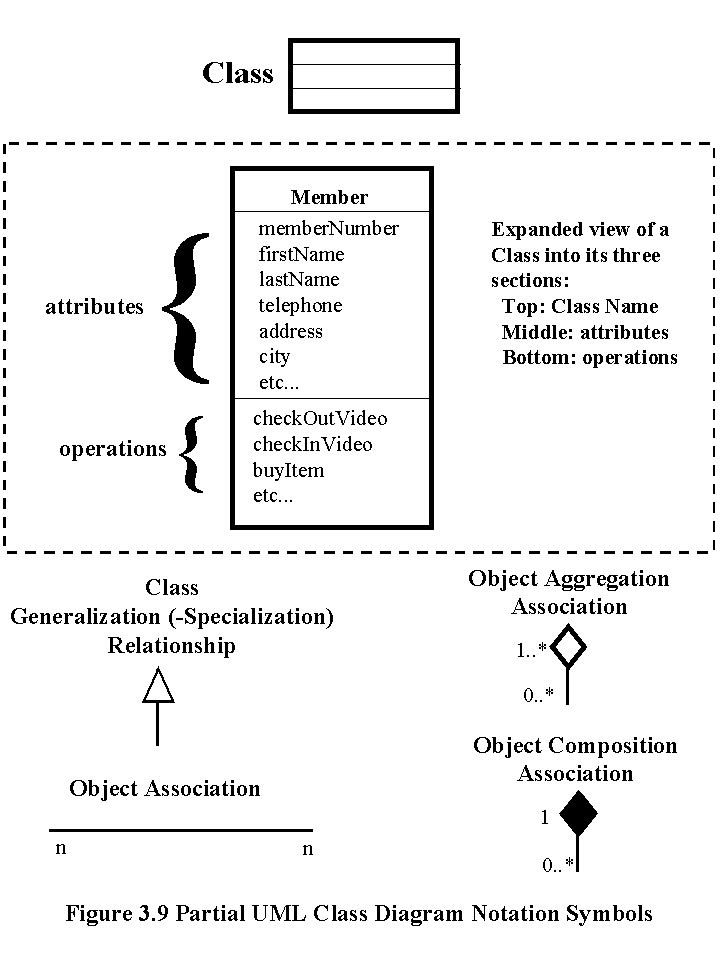 Class
Member
memberNumber
firstName
lastName
telephone
address
city
etc...
attributes
checkOutVideo
checkInVideo
buyItem
etc...
operations
Expanded view of a
Class into its three
sections:
Top: Class Name
Middle: attributes
Bottom: operations
Class
Generalization (-Specialization)
Relationship
Object Aggregation
Association
1..*
0..*
Object Association
n n
Object Composition
Association
1
0..*
Figure 3.9 Partial UML Class Diagram Notation Symbols